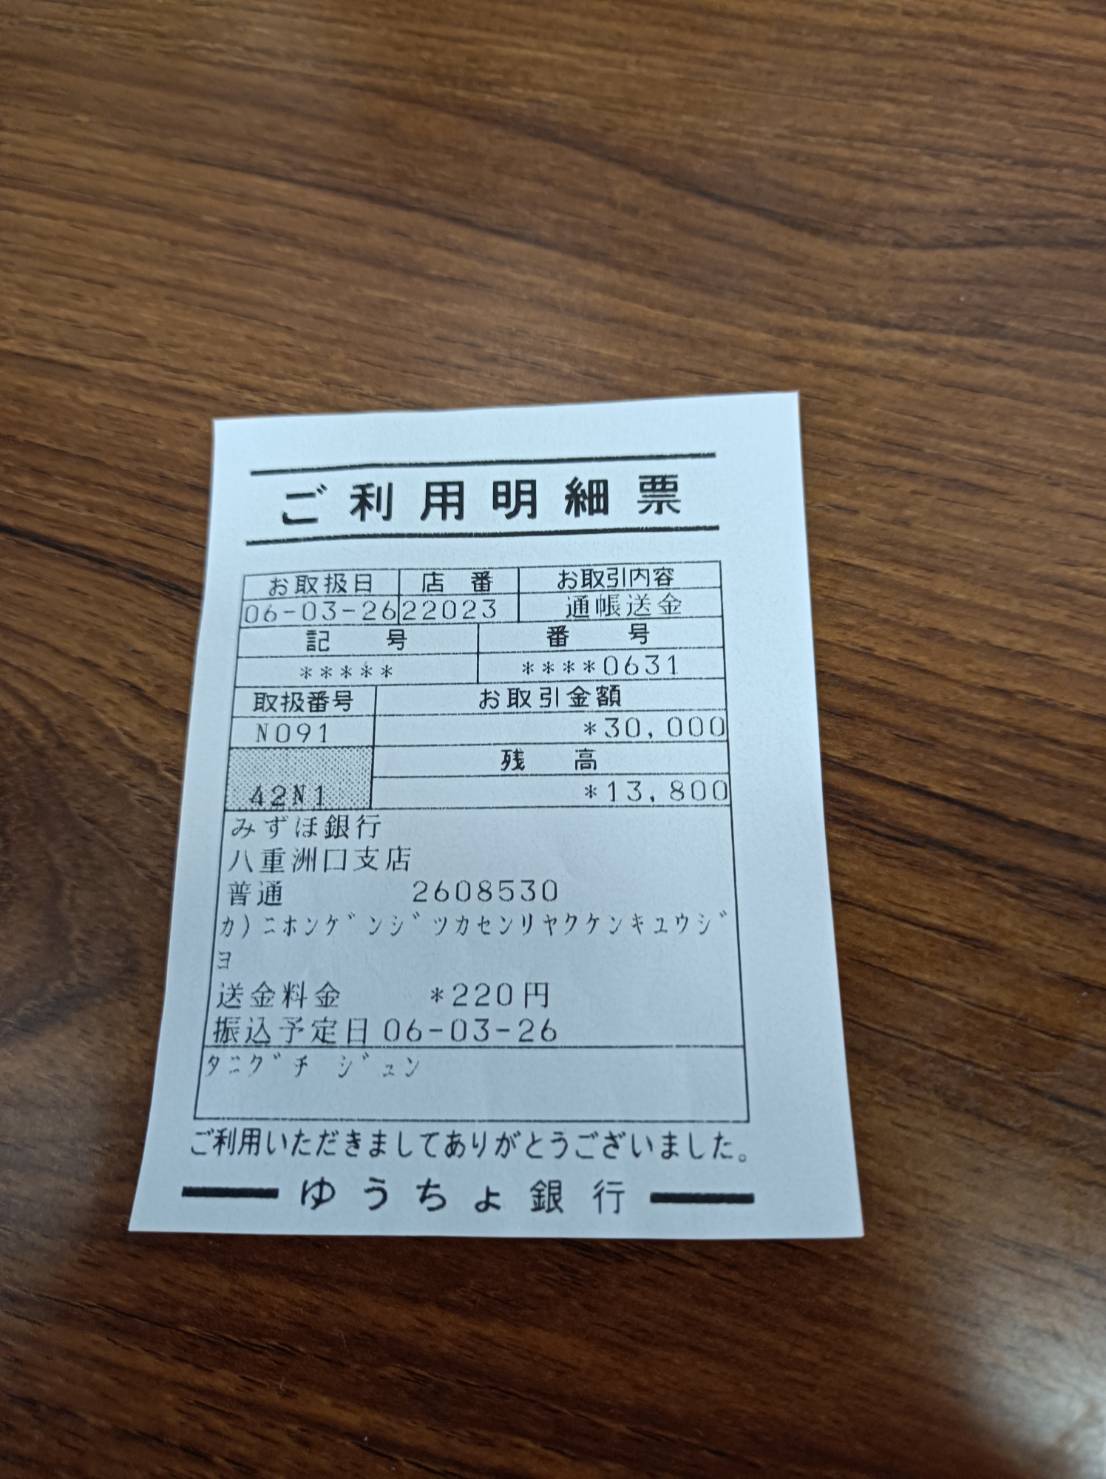 ご利用明細票
お取扱日 店番 お取引内容
06-03-26 22023 通帳送金
記号 番号
***** ****0631
取扱番号 お取引金額
N091 *30,000
残高
42N1 *13,800
みずほ銀行
八重洲口支店
普通 2608530
カ)ニホンゲンジツカセンリヤクケンキユウジ
ヨ
送金料金 *220円
振込予定日 06-03-26
タニグチ ジユン
ご利用いただきましてありがとうございました。
ゆうちょ銀行